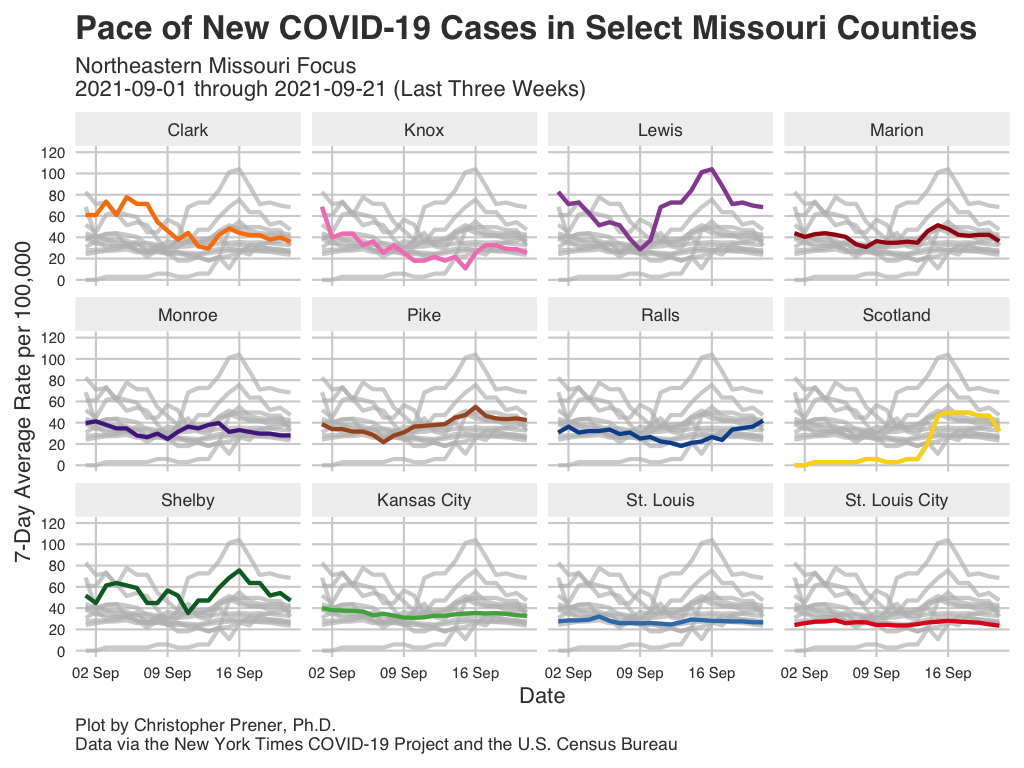 Pace of New COVID-19 Cases in Select Missouri Counties
Northeastern Missouri Focus
2021-09-01 through 2021-09-21 (Last Three Weeks)
Clark
Knox
Lewis
Marion
120
100
80
60
40
20
0
Monroe
Pike
Ralls
Scotland
120
100
80
60
40
20
0
Shelby
Kansas City
St. Louis
St. Louis City
120
100
80
60
40
20
0
02 Sep
09 Sep
16 Sep
02 Sep
09 Sep
16 Sep
02 Sep
09 Sep
16 Sep
02 Sep
09 Sep
16 Sep
7-Day Average Rate per 100,000
Date
Plot by Christopher Prener, Ph.D.
Data via the New York Times COVID-19 Project and the U.S. Census Bureau